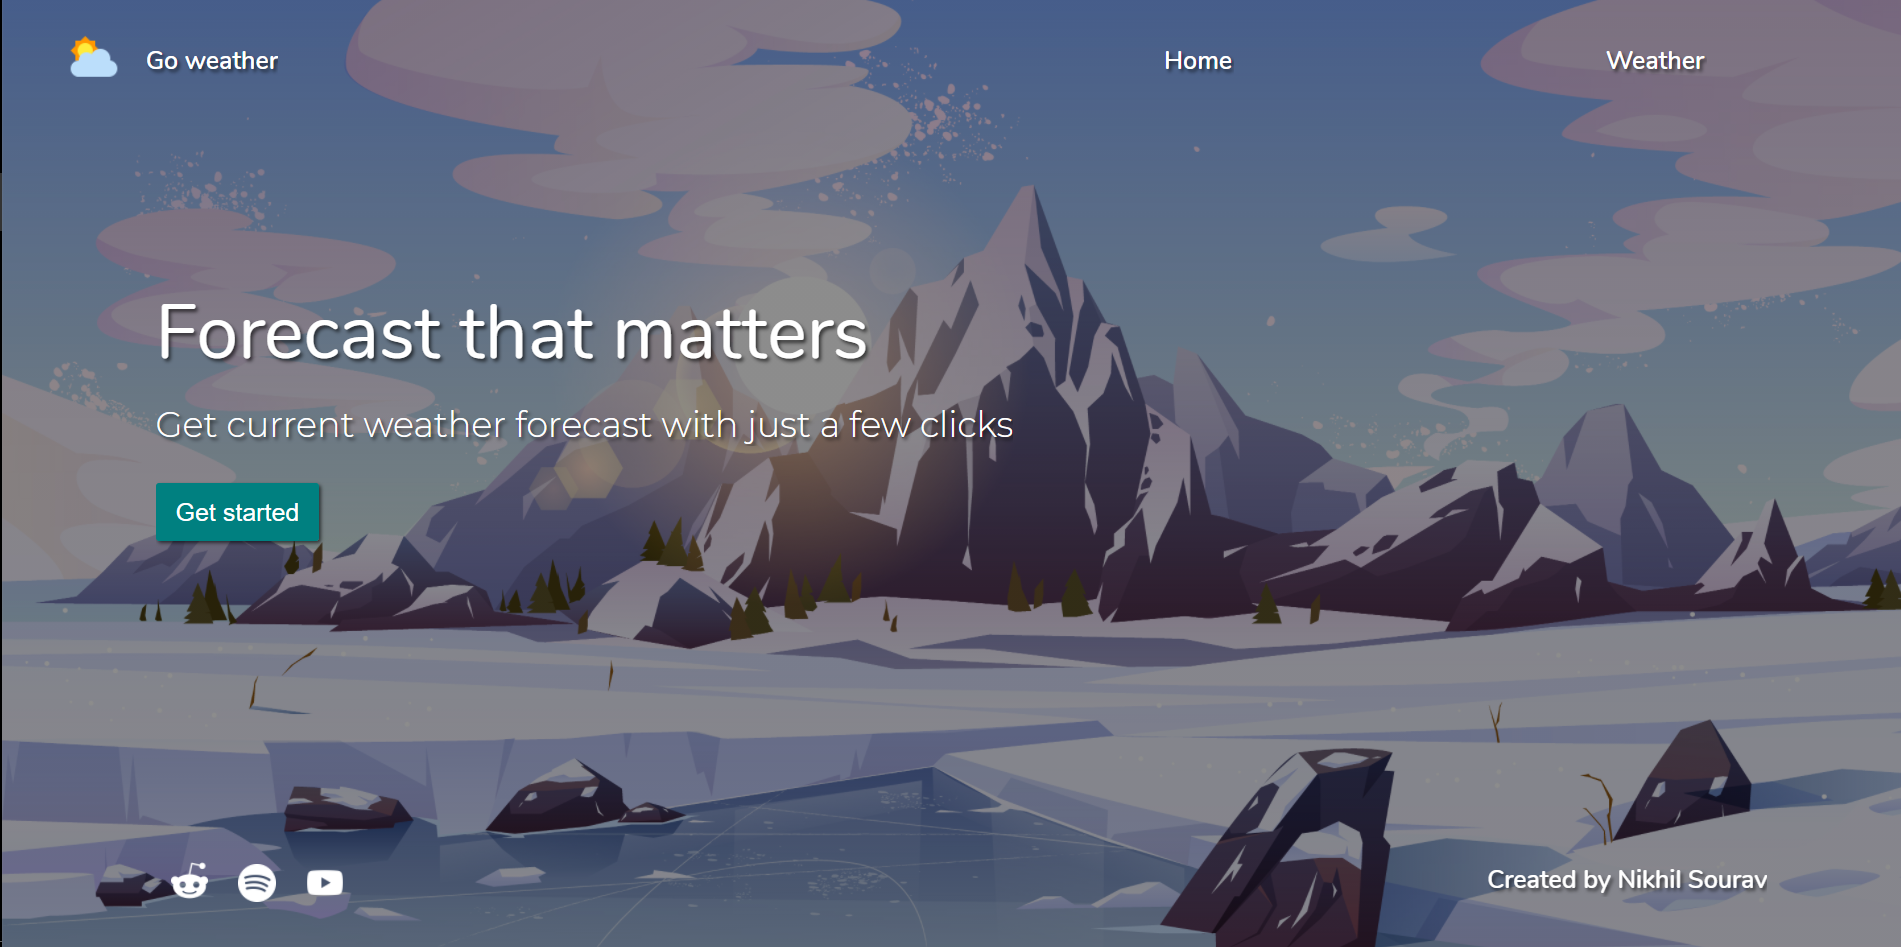 Go weather
Home
Weather
Forecast that matters
Get current weather forecast with just a few clicks
Get started
Created by Nikhil Sourav